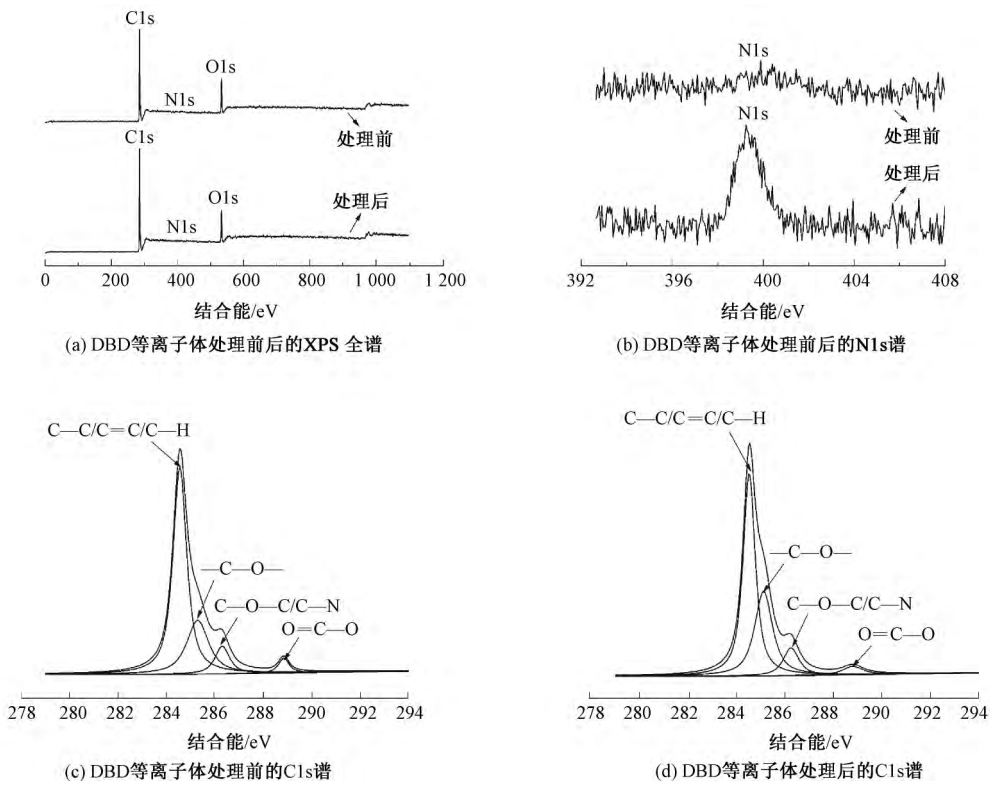 C1s
O1s
N1s
处理前
C1s
O1s
处理后
N1s
0 200 400 600 800 1 000 1 200
结合能/eV
(a) DBD等离子体处理前后的XPS 全谱
N1s
处理前
N1s
处理后
392 396 400 404 408
结合能/eV
(b) DBD等离子体处理前后的N1s谱
C—C/C=C/C—H
—C—O—
C—O—C/C—N
O=C—O
278 280 282 284 286 288 290 292 294
结合能/eV
(c) DBD等离子体处理前的C1s谱
C—C/C=C/C—H
—C—O—
C—O—C/C—N
O=C—O
278 280 282 284 286 288 290 292 294
结合能/eV
(d) DBD等离子体处理后的C1s谱